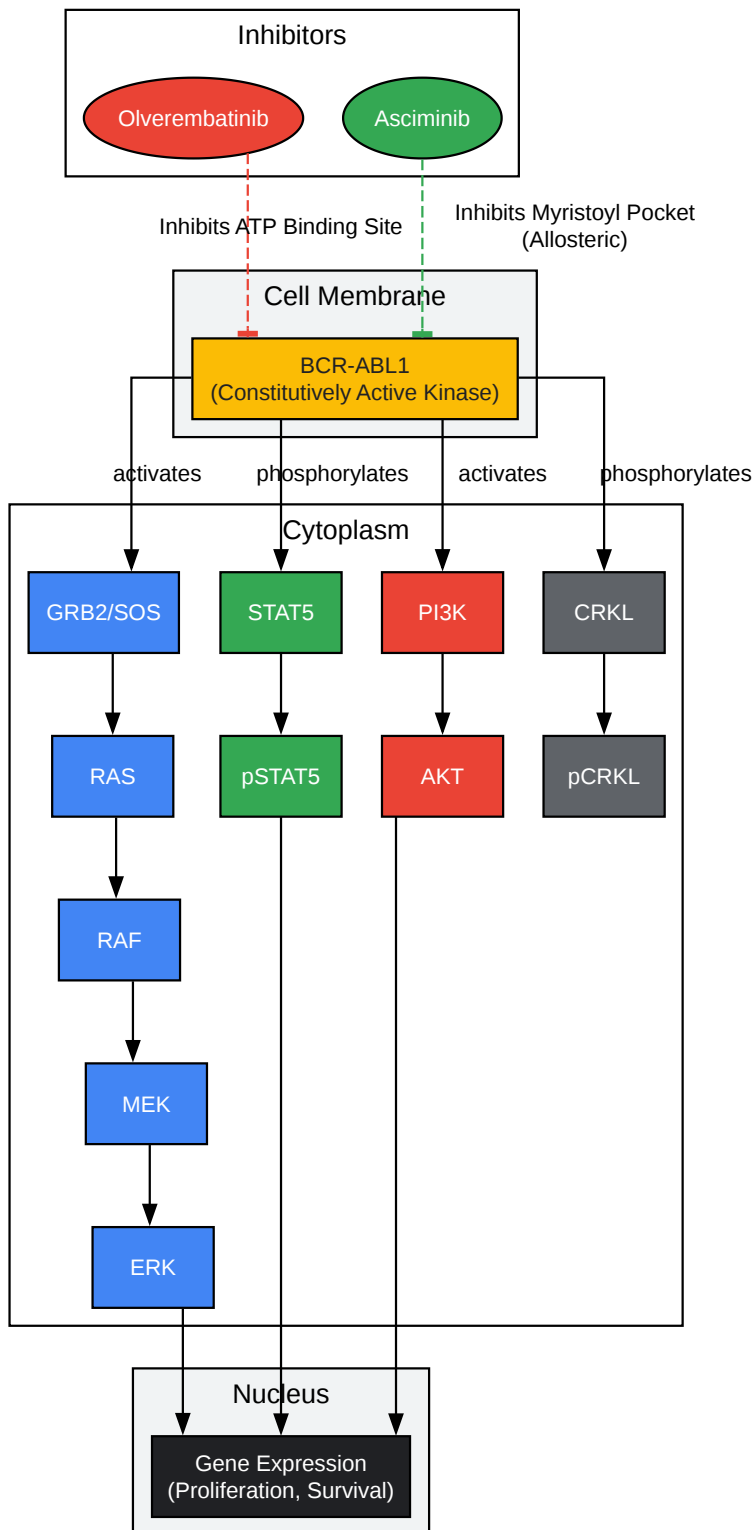 Inhibitors
Olverembatinib
Asciminib
Inhibits ATP Binding Site
Inhibits Myristoyl Pocket
(Allosteric)
Cell Membrane
BCR-ABL1
(Constitutively Active Kinase)
activates
phosphorylates
activates
phosphorylates
Cytoplasm
GRB2/SOS
STAT5
PI3K
CRKL
RAS
pSTAT5
AKT
pCRKL
RAF
MEK
ERK
Nucleus
Gene Expression
(Proliferation, Survival)